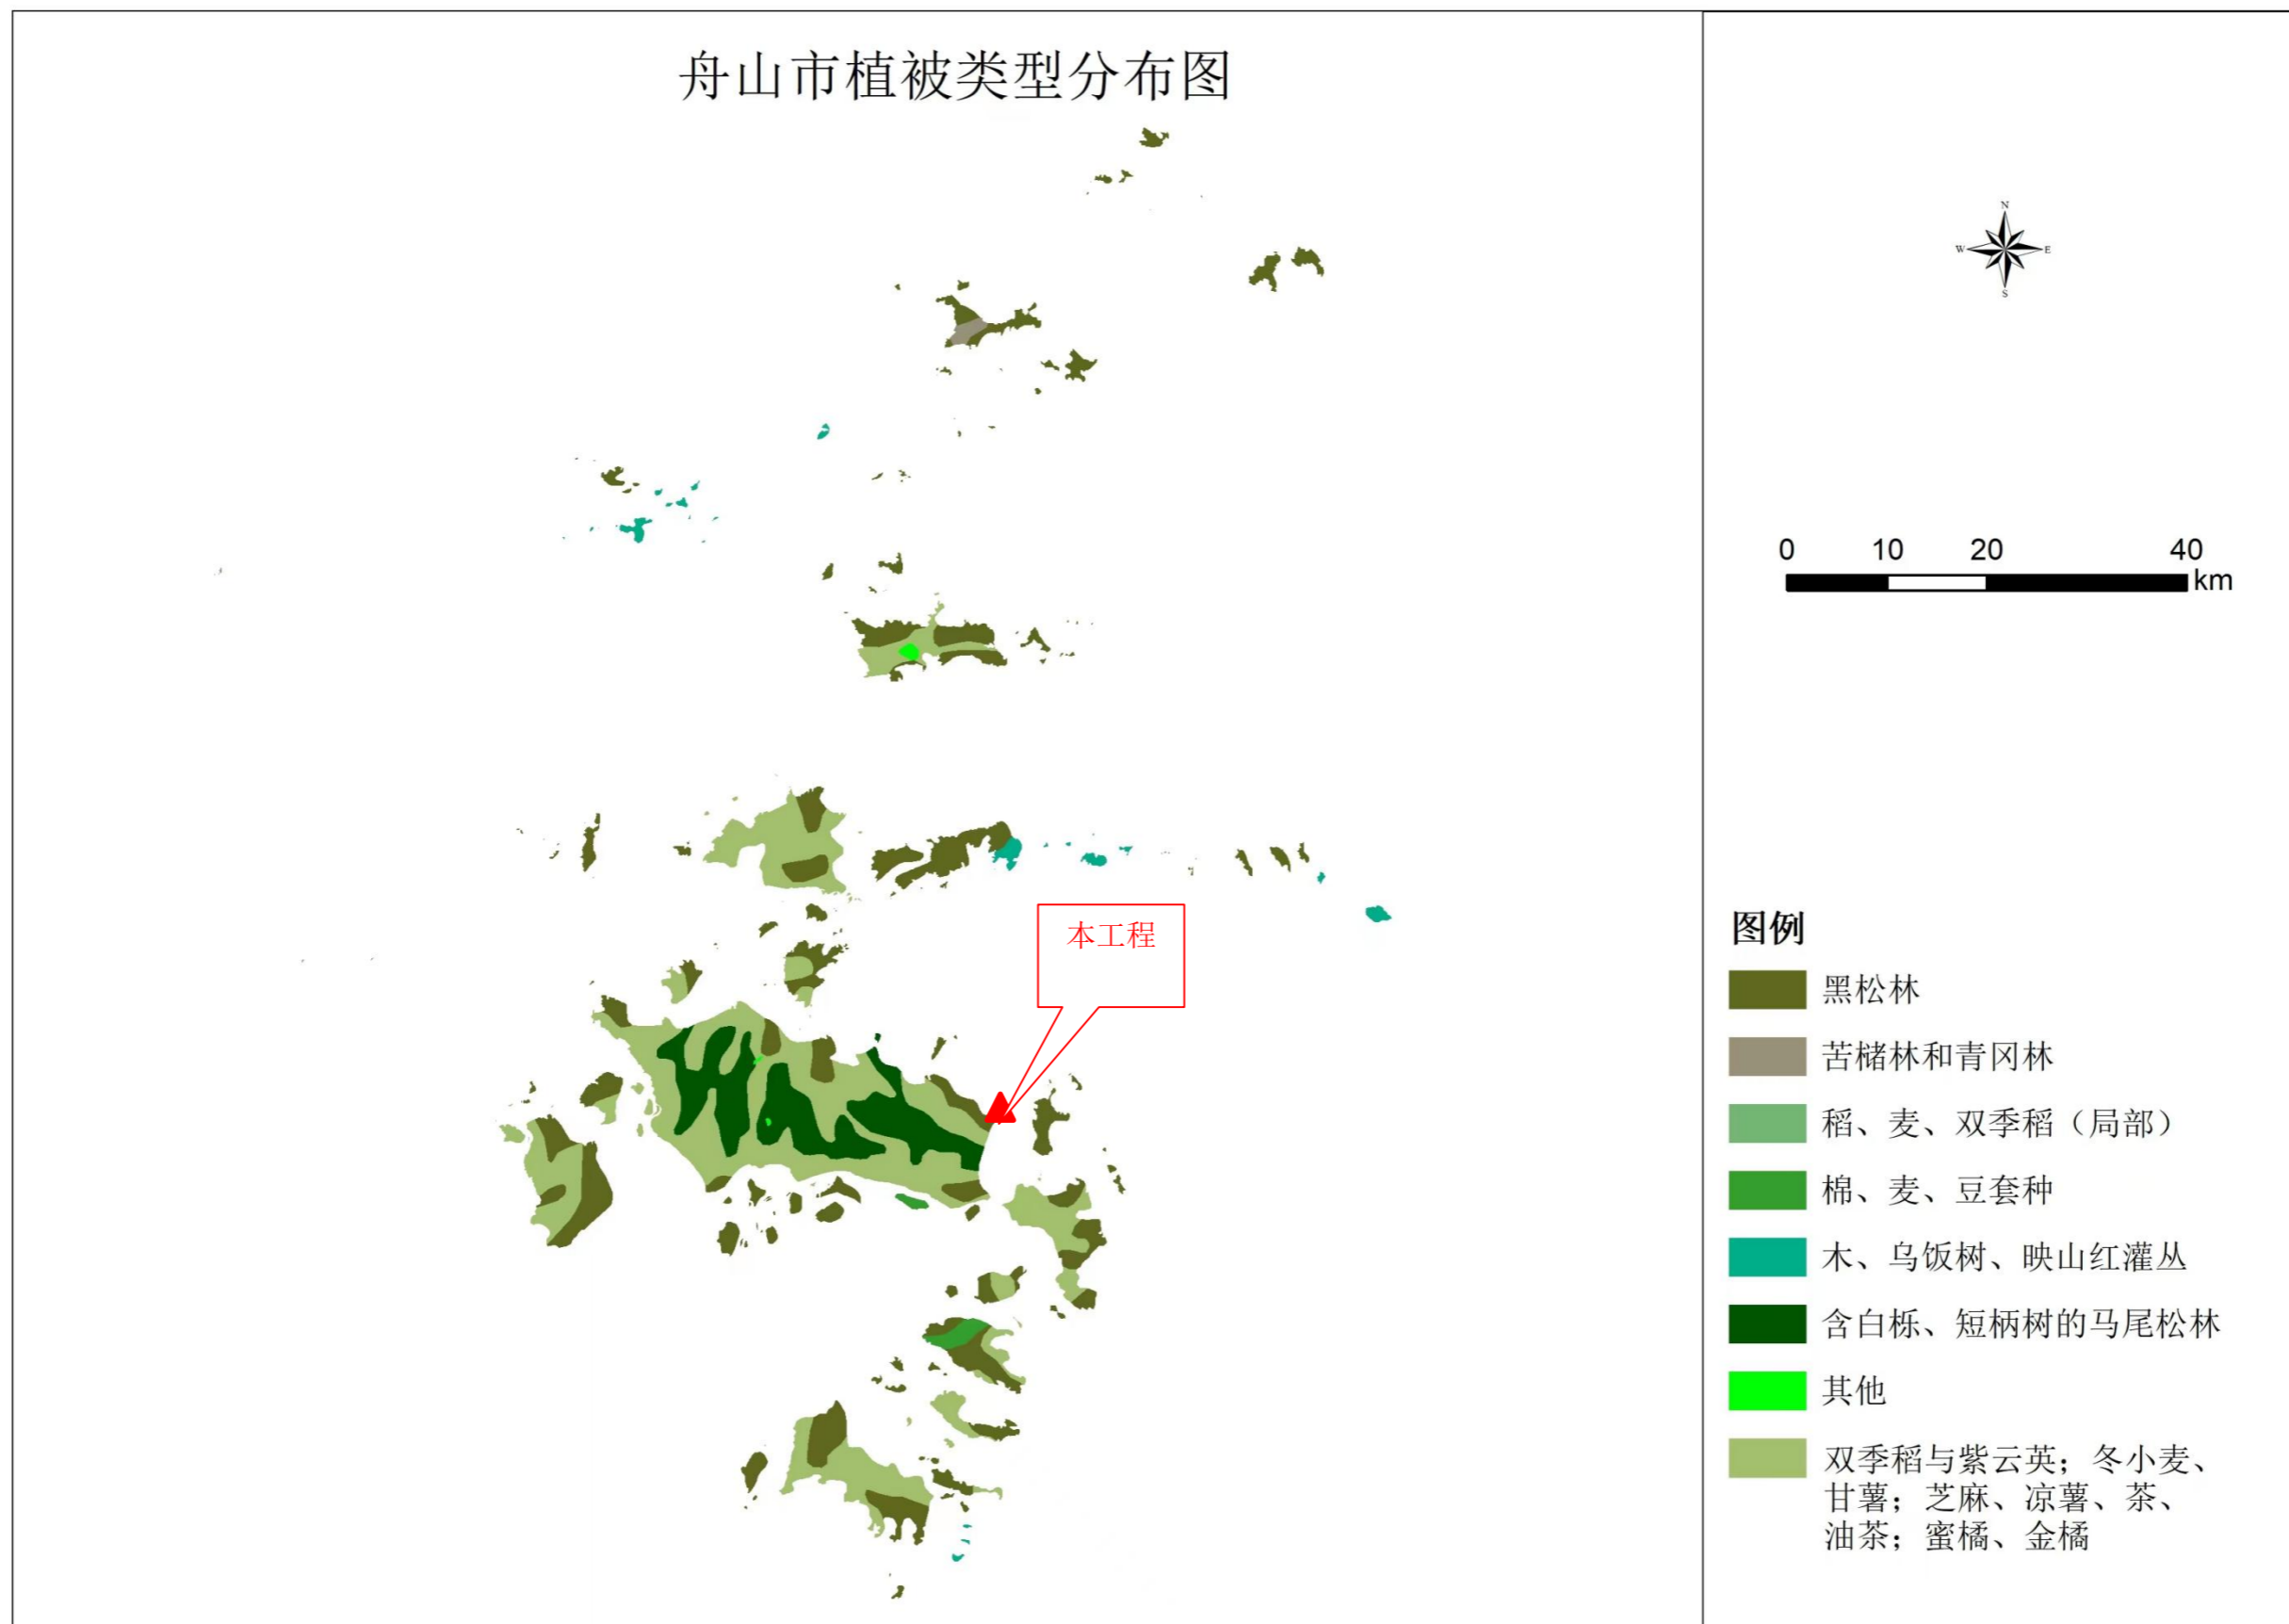 舟山市植被类型分布图
N
W
E
S
0 10 20 40
km
本工程
图例
黑松林
苦槠林和青冈林
稻、麦、双季稻（局部）
棉、麦、豆套种
木、乌饭树、映山红灌丛
含白栎、短柄树的马尾松林
其他
双季稻与紫云英；冬小麦、
甘薯；芝麻、凉薯、茶、
油茶；蜜橘、金橘